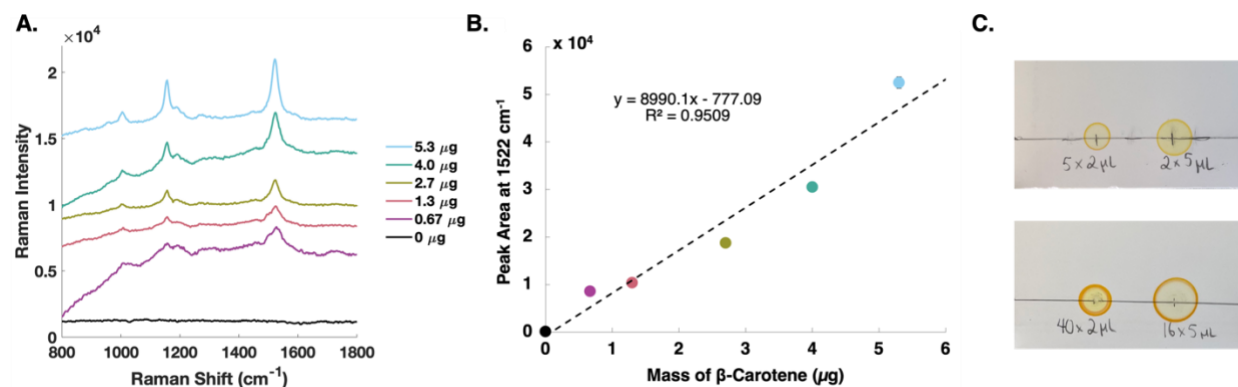 A.
×10⁴
2
1.5
1
0.5
0
Raman Intensity
800 1000 1200 1400 1600 1800
Raman Shift (cm⁻¹)
5.3 µg
4.0 µg
2.7 µg
1.3 µg
0.67 µg
0 µg
B.
x 10⁴
6
5
4
3
2
1
0
Peak Area at 1522 cm⁻¹
y = 8990.1x - 777.09
R² = 0.9509
0 1 2 3 4 5 6
Mass of β-Carotene (µg)
C.
5×2µL 2×5µL
40×2µL 16×5µL